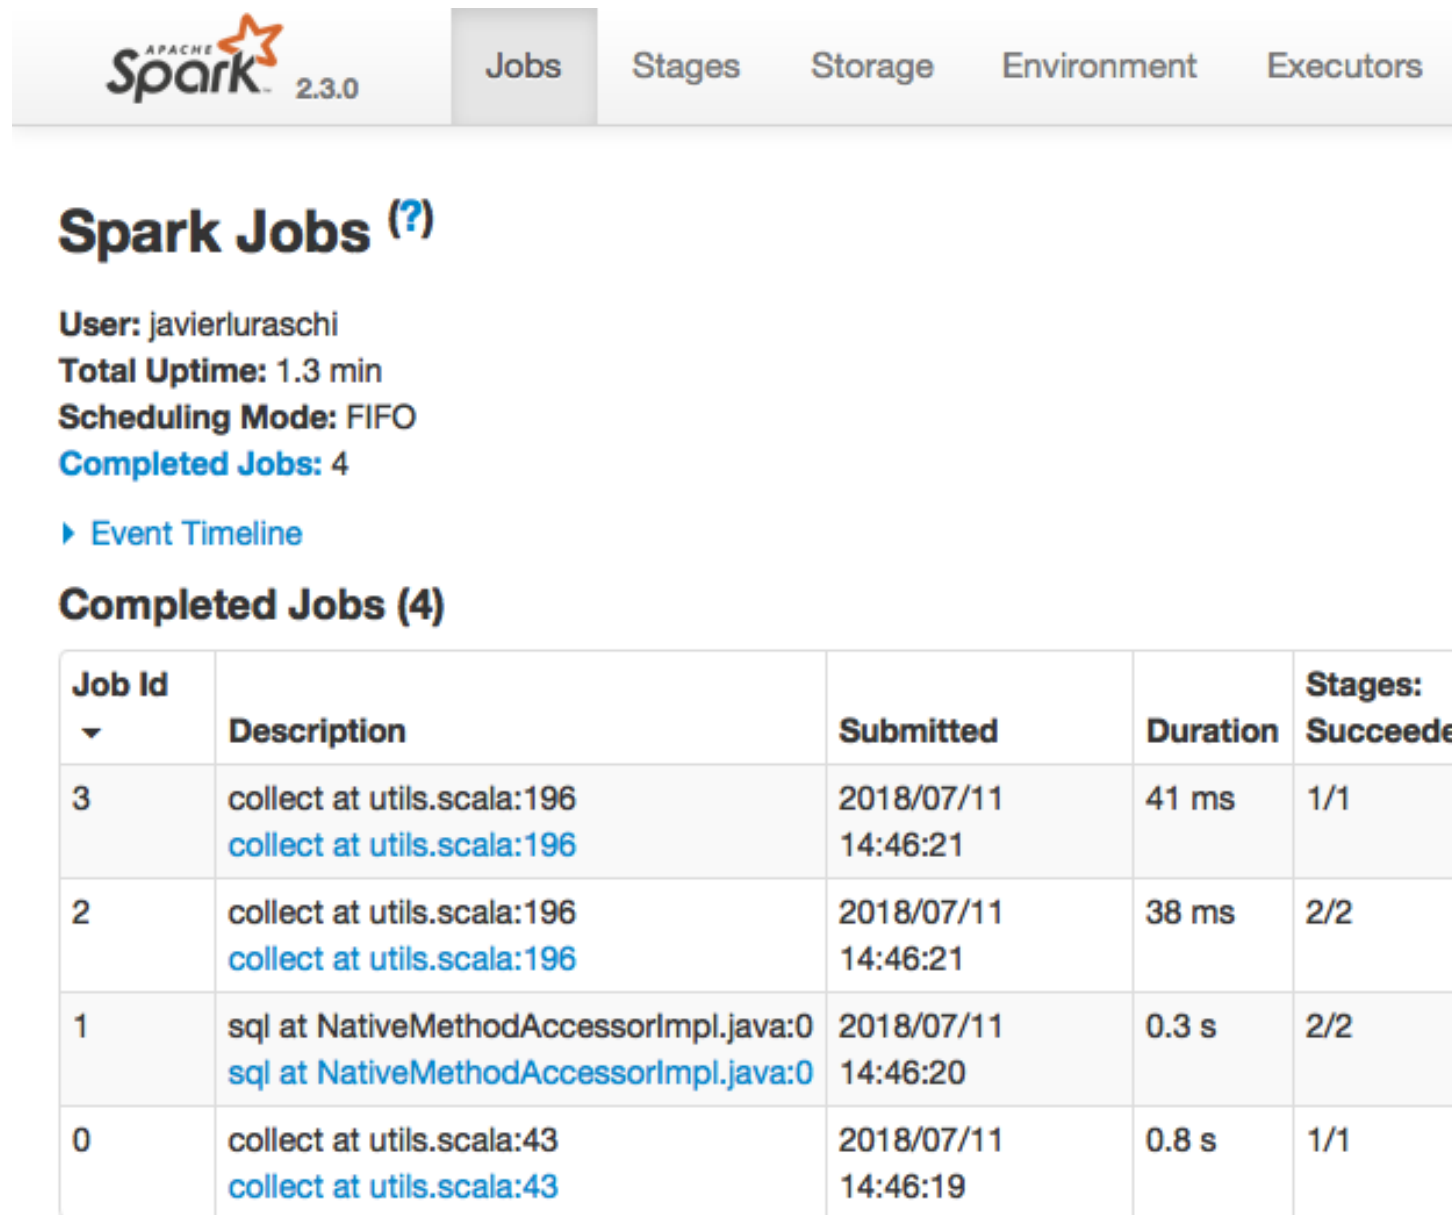 APACHE
Spark 2.3.0 Jobs Stages Storage Environment Executors
Spark Jobs (?)
User: javierluraschi
Total Uptime: 1.3 min
Scheduling Mode: FIFO
Completed Jobs: 4
Event Timeline
Completed Jobs (4)
Job Id Description Submitted Duration Stages: Succeede
3 collect at utils.scala:196 2018/07/11 41 ms 1/1
collect at utils.scala:196 14:46:21
2 collect at utils.scala:196 2018/07/11 38 ms 2/2
collect at utils.scala:196 14:46:21
1 sql at NativeMethodAccessorImpl.java:0 2018/07/11 0.3 s 2/2
sql at NativeMethodAccessorImpl.java:0 14:46:20
0 collect at utils.scala:43 2018/07/11 0.8 s 1/1
collect at utils.scala:43 14:46:19